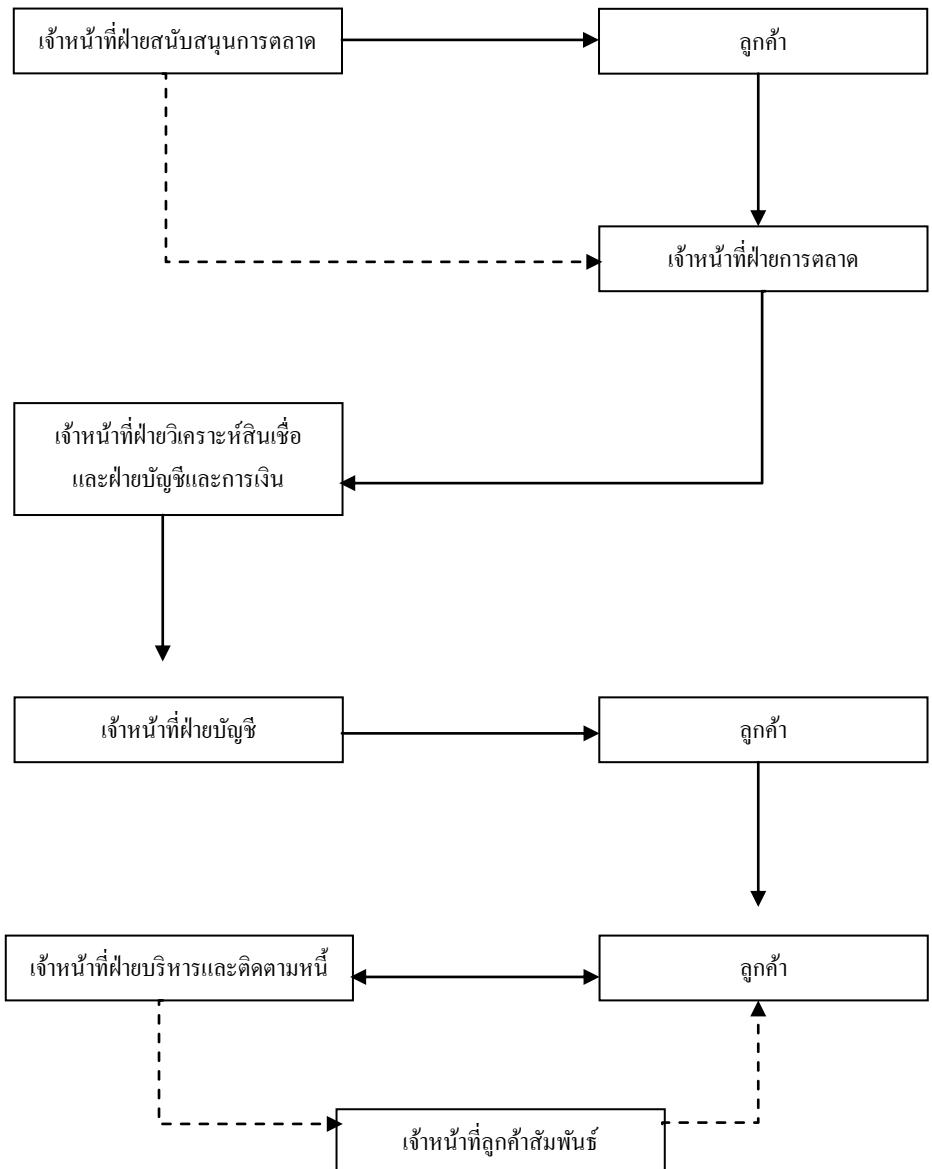 เจ้าหน้าที่ฝ่ายสนับสนุนการตลาด
ลูกค้า
เจ้าหน้าที่ฝ่ายการตลาด
เจ้าหน้าที่ฝ่ายวิเคราะห์สินเชื่อ
และฝ่ายบัญชีและการเงิน
เจ้าหน้าที่ฝ่ายบัญชี
ลูกค้า
เจ้าหน้าที่ฝ่ายบริหารและติดตามหนี้
ลูกค้า
เจ้าหน้าที่ลูกค้าสัมพันธ์